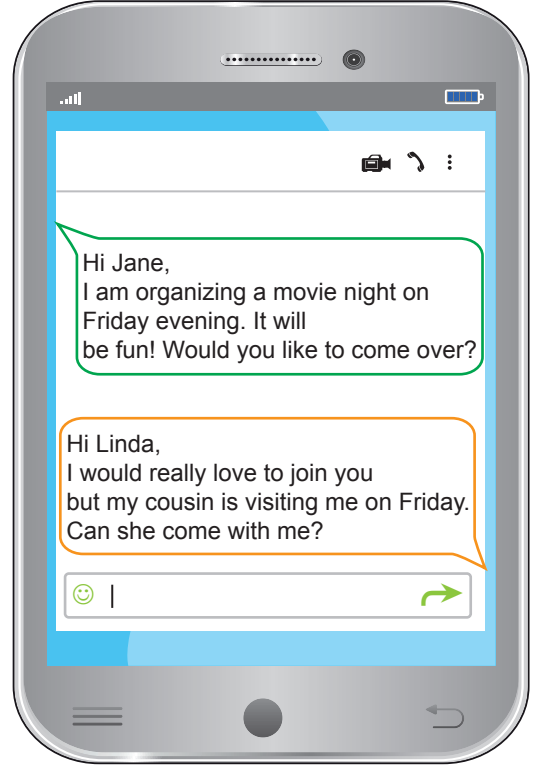 Hi Jane,
I am organizing a movie night on
Friday evening. It will
be fun! Would you like to come over?
Hi Linda,
I would really love to join you
but my cousin is visiting me on Friday.
Can she come with me?